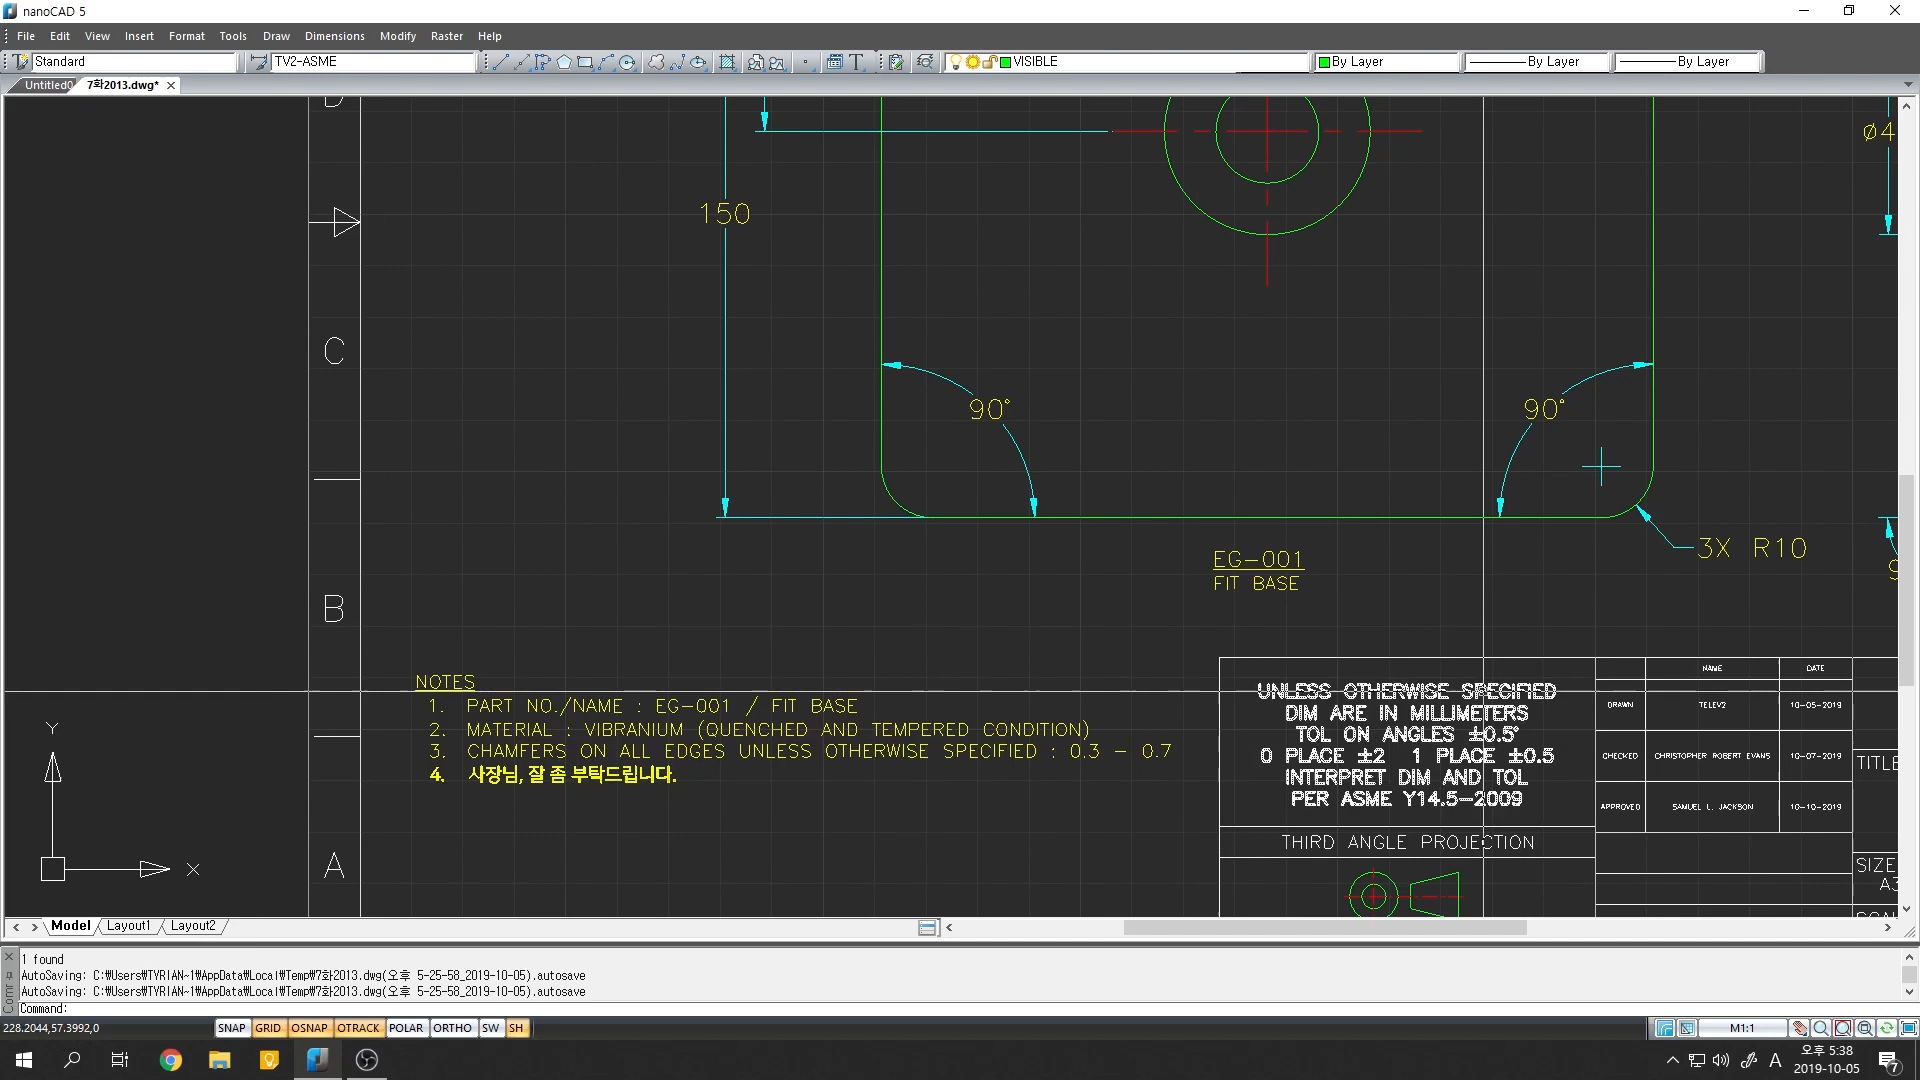 nanoCAD 5
File Edit View Insert Format Tools Draw Dimensions Modify Raster Help
Standard TV2-ASME VISIBLE By Layer By Layer By Layer
Untitled0 7화2013.dwg*
D
Ø4
150
C
90° 90°
3X R10
EG-001
FIT BASE
B
NOTES
1. PART NO./NAME : EG-001 / FIT BASE
2. MATERIAL : VIBRANIUM (QUENCHED AND TEMPERED CONDITION)
3. CHAMFERS ON ALL EDGES UNLESS OTHERWISE SPECIFIED : 0.3 - 0.7
4. 사장님, 잘 좀 부탁드립니다.
UNLESS OTHERWISE SPECIFIED
DIM ARE IN MILLIMETERS
TOL ON ANGLES ±0.5°
0 PLACE ±2 1 PLACE ±0.5
INTERPRET DIM AND TOL
PER ASME Y14.5-2009
THIRD ANGLE PROJECTION
NAME DATE
DRAWN TELEV2 10-05-2019
CHECKED CHRISTOPHER ROBERT EVANS 10-07-2019
APPROVED SAMUEL L. JACKSON 10-10-2019
TITLE
SIZE
A3
Y
X
A
Model Layout1 Layout2
1 found
AutoSaving: C:₩Users₩TYRIAN~1₩AppData₩Local₩Temp₩7화2013.dwg(오후 5-25-58_2019-10-05).autosave
AutoSaving: C:₩Users₩TYRIAN~1₩AppData₩Local₩Temp₩7화2013.dwg(오후 5-25-58_2019-10-05).autosave
Command:
228.2044,57.3992,0 SNAP GRID OSNAP OTRACK POLAR ORTHO SW SH M1:1
A 오후 5:38
2019-10-05
7